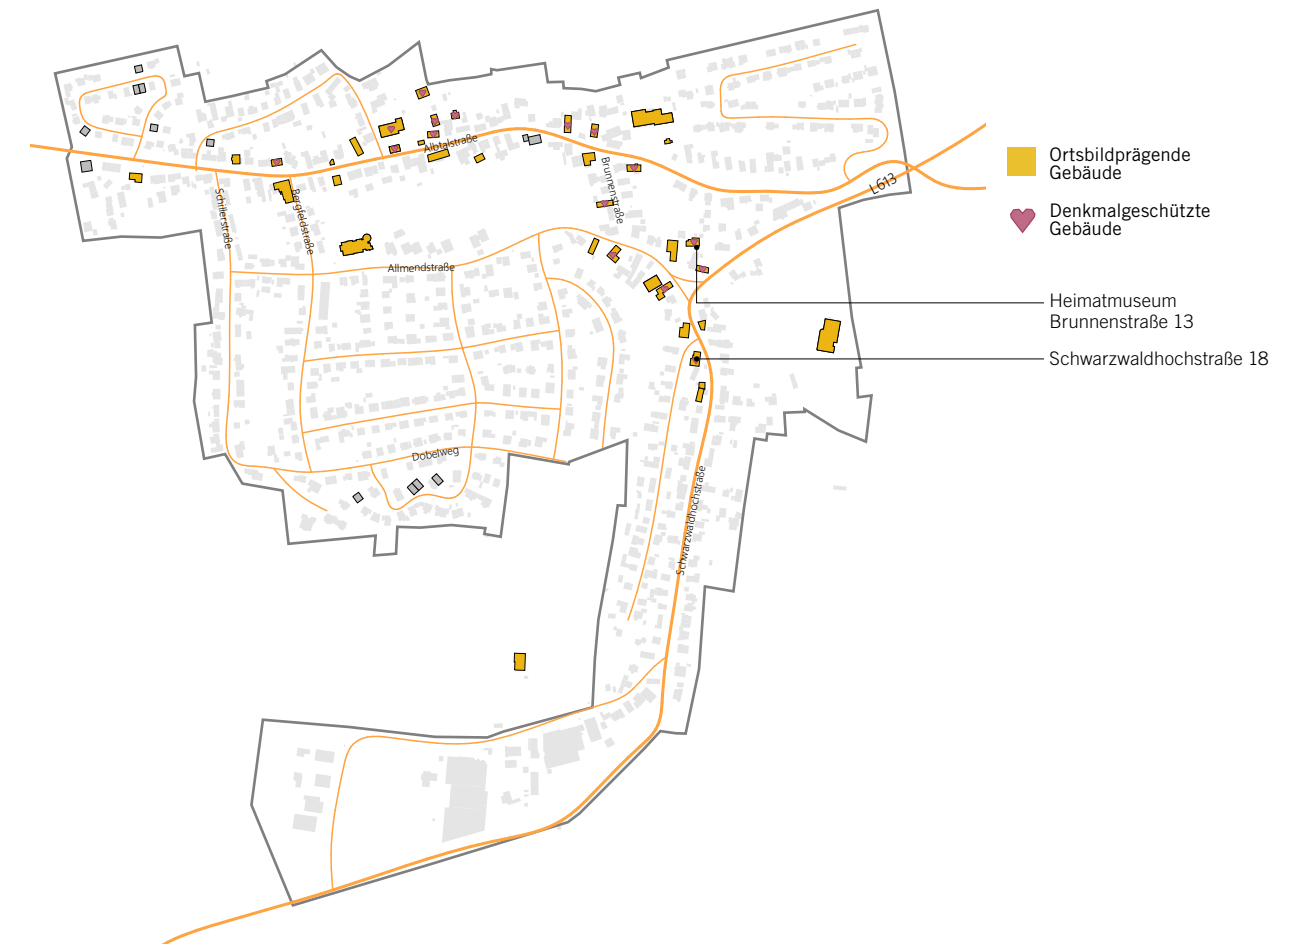 Albtalstraße
Brunnenstraße
L613
Schillerstraße
Bergfeldstraße
Allmendstraße
Dobelweg
Schwarzwaldhochstraße
Ortsbildprägende
Gebäude
Denkmalgeschützte
Gebäude
Heimatmuseum
Brunnenstraße 13
Schwarzwaldhochstraße 18